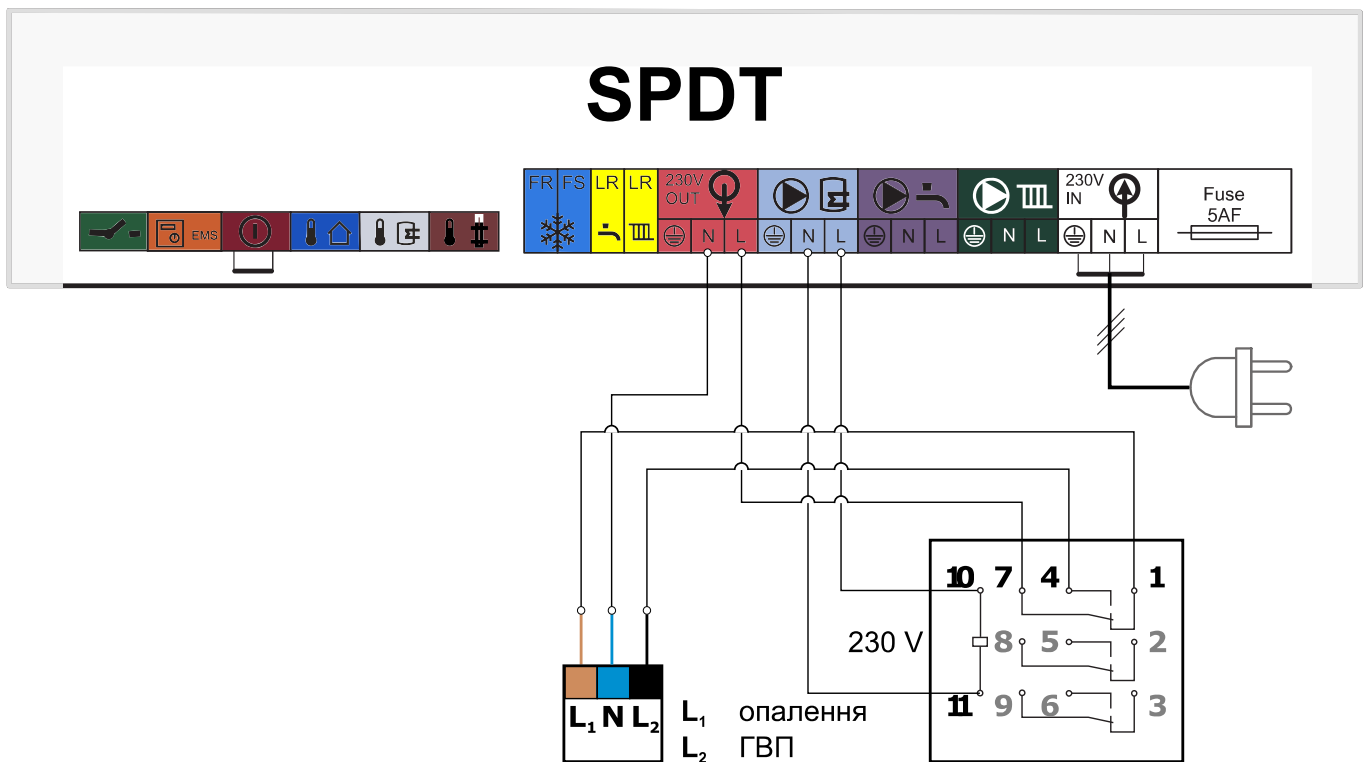 SPDT
EMS
FR FS LR LR 230V OUT
N L N L N L N L
230V IN
N L
Fuse
5AF
10 7 4 1
230 V 8 5 2
11 9 6 3
L₁ N L₂
L₁ опалення
L₂ ГВП